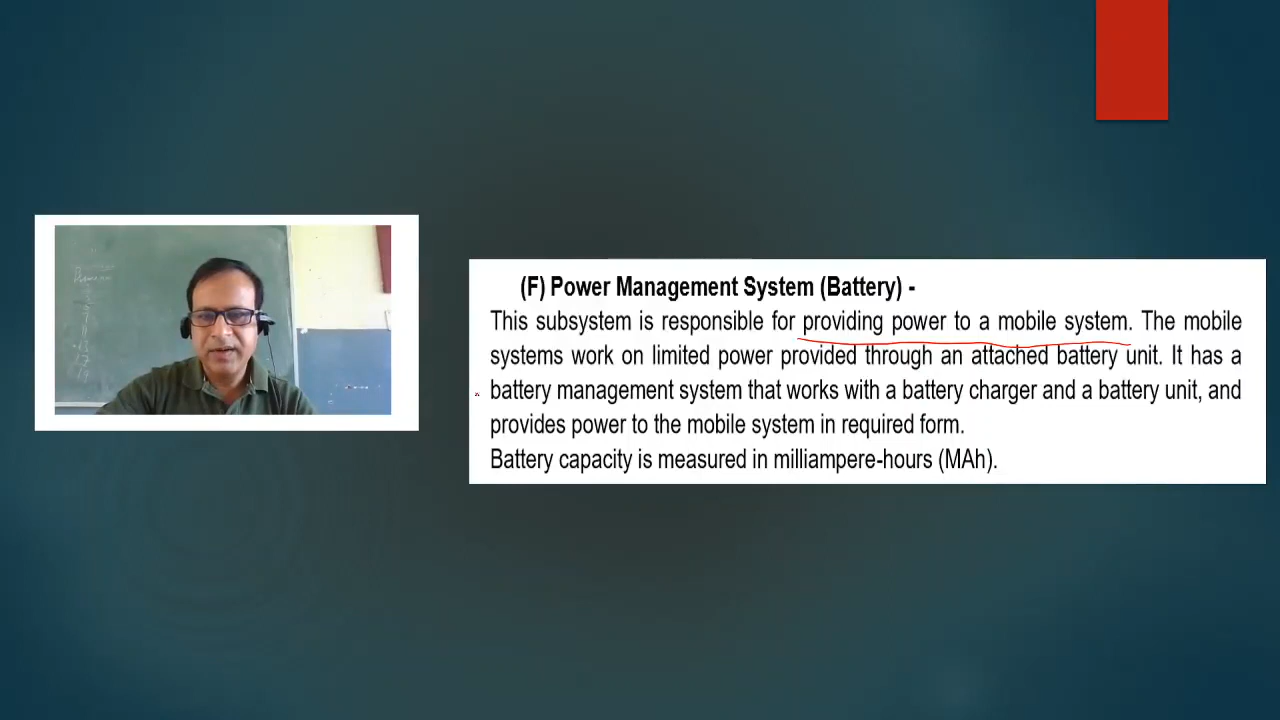 (F) Power Management System (Battery) -
This subsystem is responsible for providing power to a mobile system. The mobile
systems work on limited power provided through an attached battery unit. It has a
battery management system that works with a battery charger and a battery unit, and
provides power to the mobile system in required form.
Battery capacity is measured in milliampere-hours (MAh).